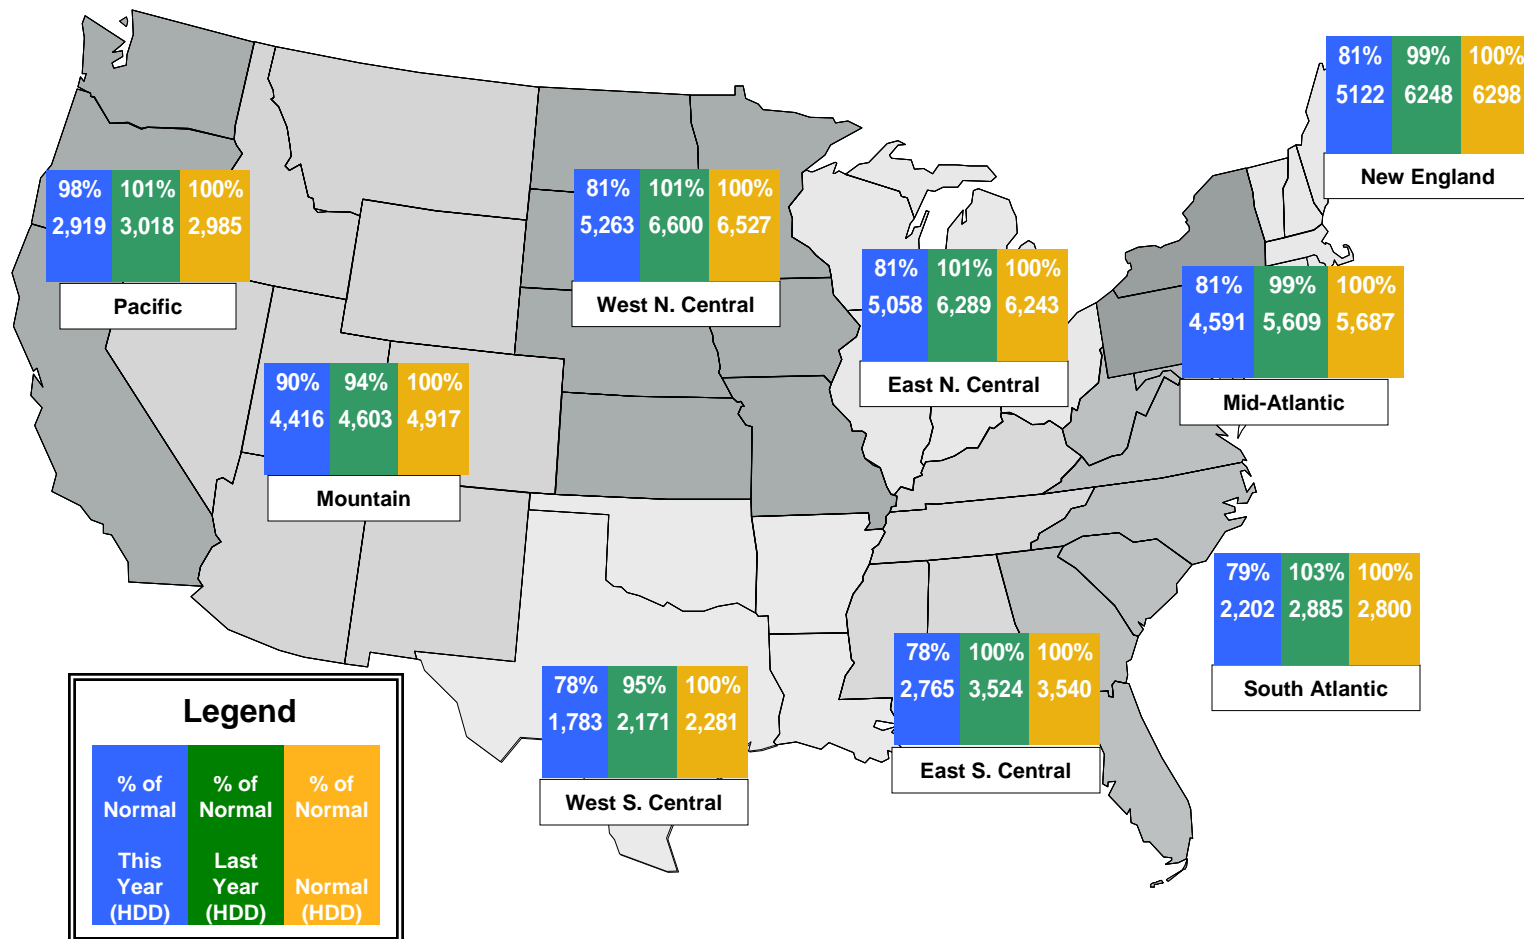 81% 99% 100%
5122 6248 6298
New England
98% 101% 100%
2,919 3,018 2,985
Pacific
81% 101% 100%
5,263 6,600 6,527
West N. Central
81% 101% 100%
5,058 6,289 6,243
East N. Central
81% 99% 100%
4,591 5,609 5,687
Mid-Atlantic
90% 94% 100%
4,416 4,603 4,917
Mountain
79% 103% 100%
2,202 2,885 2,800
South Atlantic
78% 100% 100%
2,765 3,524 3,540
East S. Central
78% 95% 100%
1,783 2,171 2,281
West S. Central
Legend
% of % of % of
Normal Normal Normal
This Last
Year Year Normal
(HDD) (HDD) (HDD)